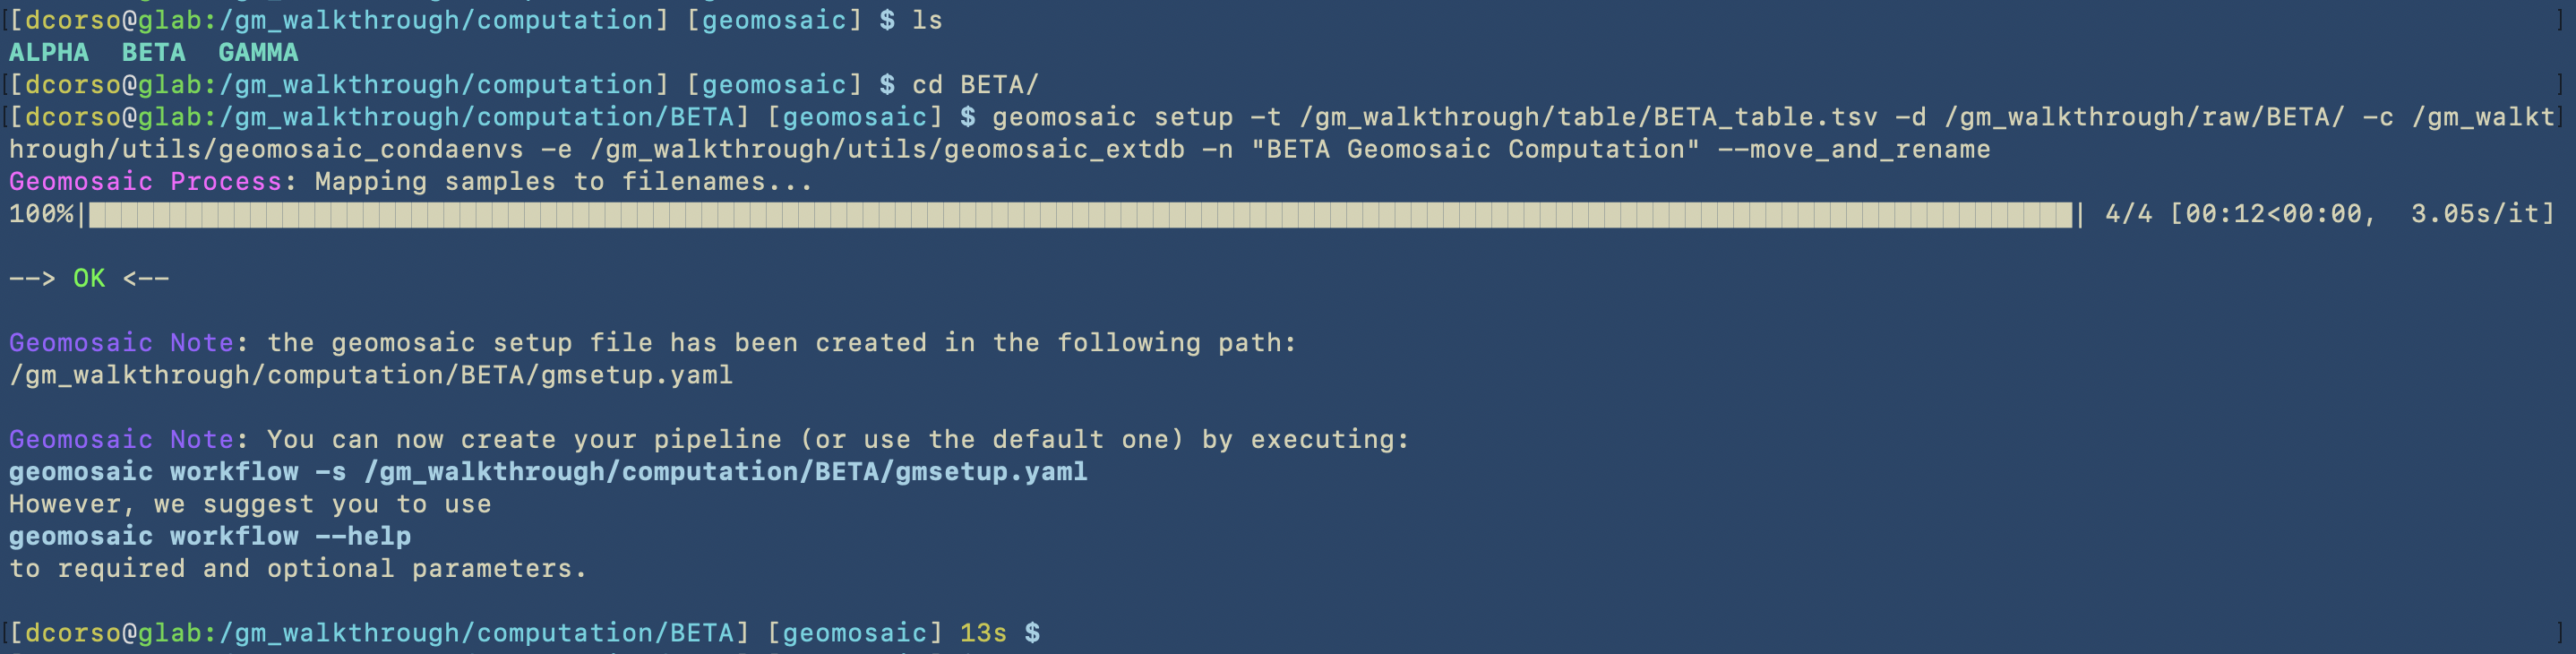 [[dcorso@glab:/gm_walkthrough/computation] [geomosaic] $ ls ]
ALPHA  BETA  GAMMA
[[dcorso@glab:/gm_walkthrough/computation] [geomosaic] $ cd BETA/ ]
[[dcorso@glab:/gm_walkthrough/computation/BETA] [geomosaic] $ geomosaic setup -t /gm_walkthrough/table/BETA_table.tsv -d /gm_walkthrough/raw/BETA/ -c /gm_walkt]
hrough/utils/geomosaic_condaenvs -e /gm_walkthrough/utils/geomosaic_extdb -n "BETA Geomosaic Computation" --move_and_rename
Geomosaic Process: Mapping samples to filenames...
100%| | 4/4 [00:12<00:00,  3.05s/it]
--> OK <--
Geomosaic Note: the geomosaic setup file has been created in the following path:
/gm_walkthrough/computation/BETA/gmsetup.yaml
Geomosaic Note: You can now create your pipeline (or use the default one) by executing:
geomosaic workflow -s /gm_walkthrough/computation/BETA/gmsetup.yaml
However, we suggest you to use
geomosaic workflow --help
to required and optional parameters.
[[dcorso@glab:/gm_walkthrough/computation/BETA] [geomosaic] 13s $ ]